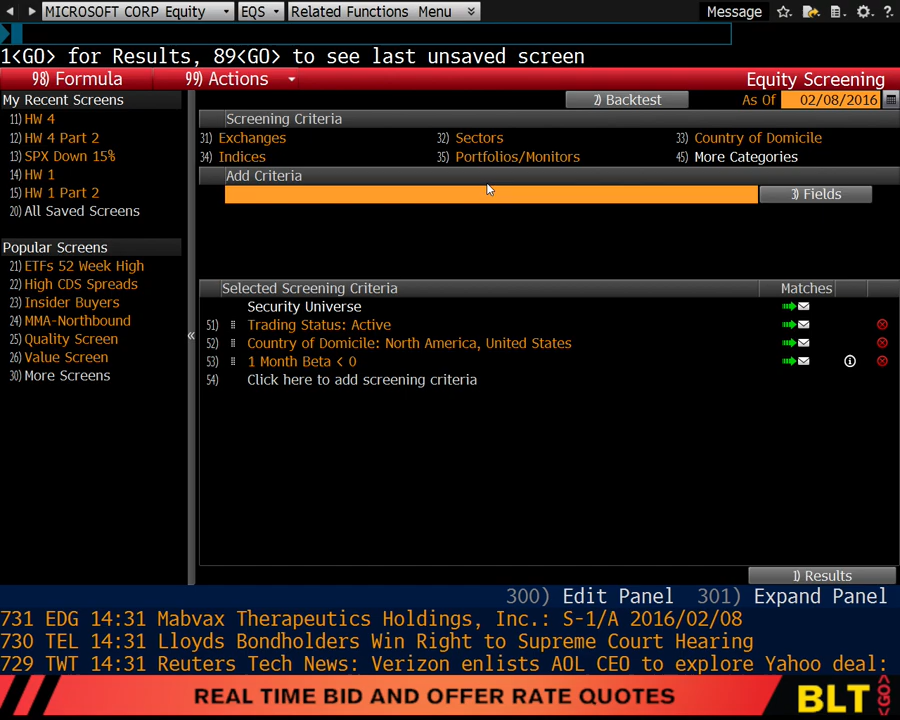 MICROSOFT CORP Equity EQS Related Functions Menu Message
1<GO> for Results, 89<GO> to see last unsaved screen
98) Formula 99) Actions Equity Screening
My Recent Screens 2) Backtest As Of 02/08/2016
11) HW 4
12) HW 4 Part 2
13) SPX Down 15%
14) HW 1
15) HW 1 Part 2
20) All Saved Screens
Popular Screens
21) ETFs 52 Week High
22) High CDS Spreads
23) Insider Buyers
24) MMA-Northbound
25) Quality Screen
26) Value Screen
30) More Screens
Screening Criteria
31) Exchanges 32) Sectors 33) Country of Domicile
34) Indices 35) Portfolios/Monitors 45) More Categories
Add Criteria
3) Fields
Selected Screening Criteria Matches
Security Universe
51) Trading Status: Active
52) Country of Domicile: North America, United States
53) 1 Month Beta < 0
54) Click here to add screening criteria
1) Results
300) Edit Panel 301) Expand Panel
731 EDG 14:31 Mabvax Therapeutics Holdings, Inc.: S-1/A 2016/02/08
730 TEL 14:31 Lloyds Bondholders Win Right to Supreme Court Hearing
729 TWT 14:31 Reuters Tech News: Verizon enlists AOL CEO to explore Yahoo deal:
REAL TIME BID AND OFFER RATE QUOTES BLT <GO>